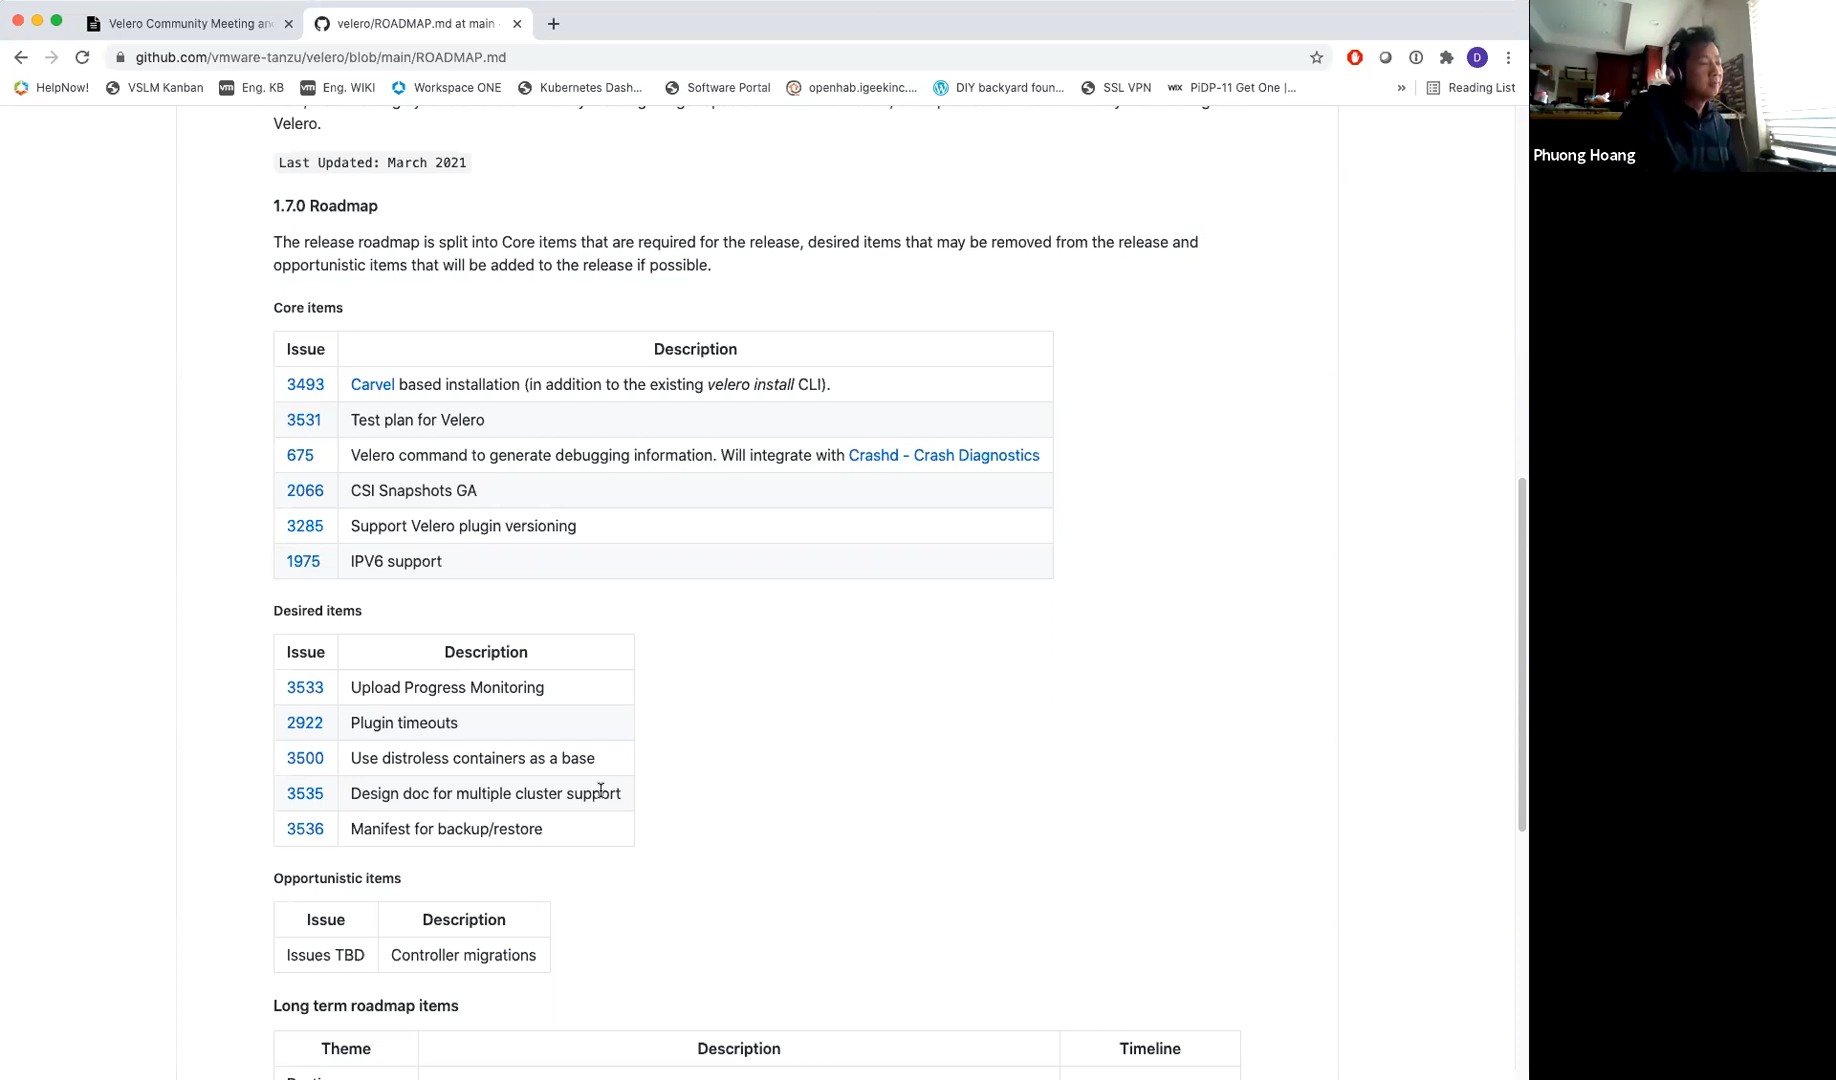 Velero Community Meeting an
velero/ROADMAP.md at main
github.com/vmware-tanzu/velero/blob/main/ROADMAP.md
D
HelpNow!
VSLM Kanban
vm Eng. KB
vm Eng. WIKI
Workspace ONE
Kubernetes Dash...
Software Portal
openhab.igeekinc....
DIY backyard foun...
SSL VPN
WIX PiDP-11 Get One |...
»
Reading List
Phuong Hoang
Velero.
Last Updated: March 2021
1.7.0 Roadmap
The release roadmap is split into Core items that are required for the release, desired items that may be removed from the release and
opportunistic items that will be added to the release if possible.
Core items
Issue Description
3493 Carvel based installation (in addition to the existing velero install CLI).
3531 Test plan for Velero
675 Velero command to generate debugging information. Will integrate with Crashd - Crash Diagnostics
2066 CSI Snapshots GA
3285 Support Velero plugin versioning
1975 IPV6 support
Desired items
Issue Description
3533 Upload Progress Monitoring
2922 Plugin timeouts
3500 Use distroless containers as a base
3535 Design doc for multiple cluster support
3536 Manifest for backup/restore
Opportunistic items
Issue Description
Issues TBD Controller migrations
Long term roadmap items
Theme Description Timeline